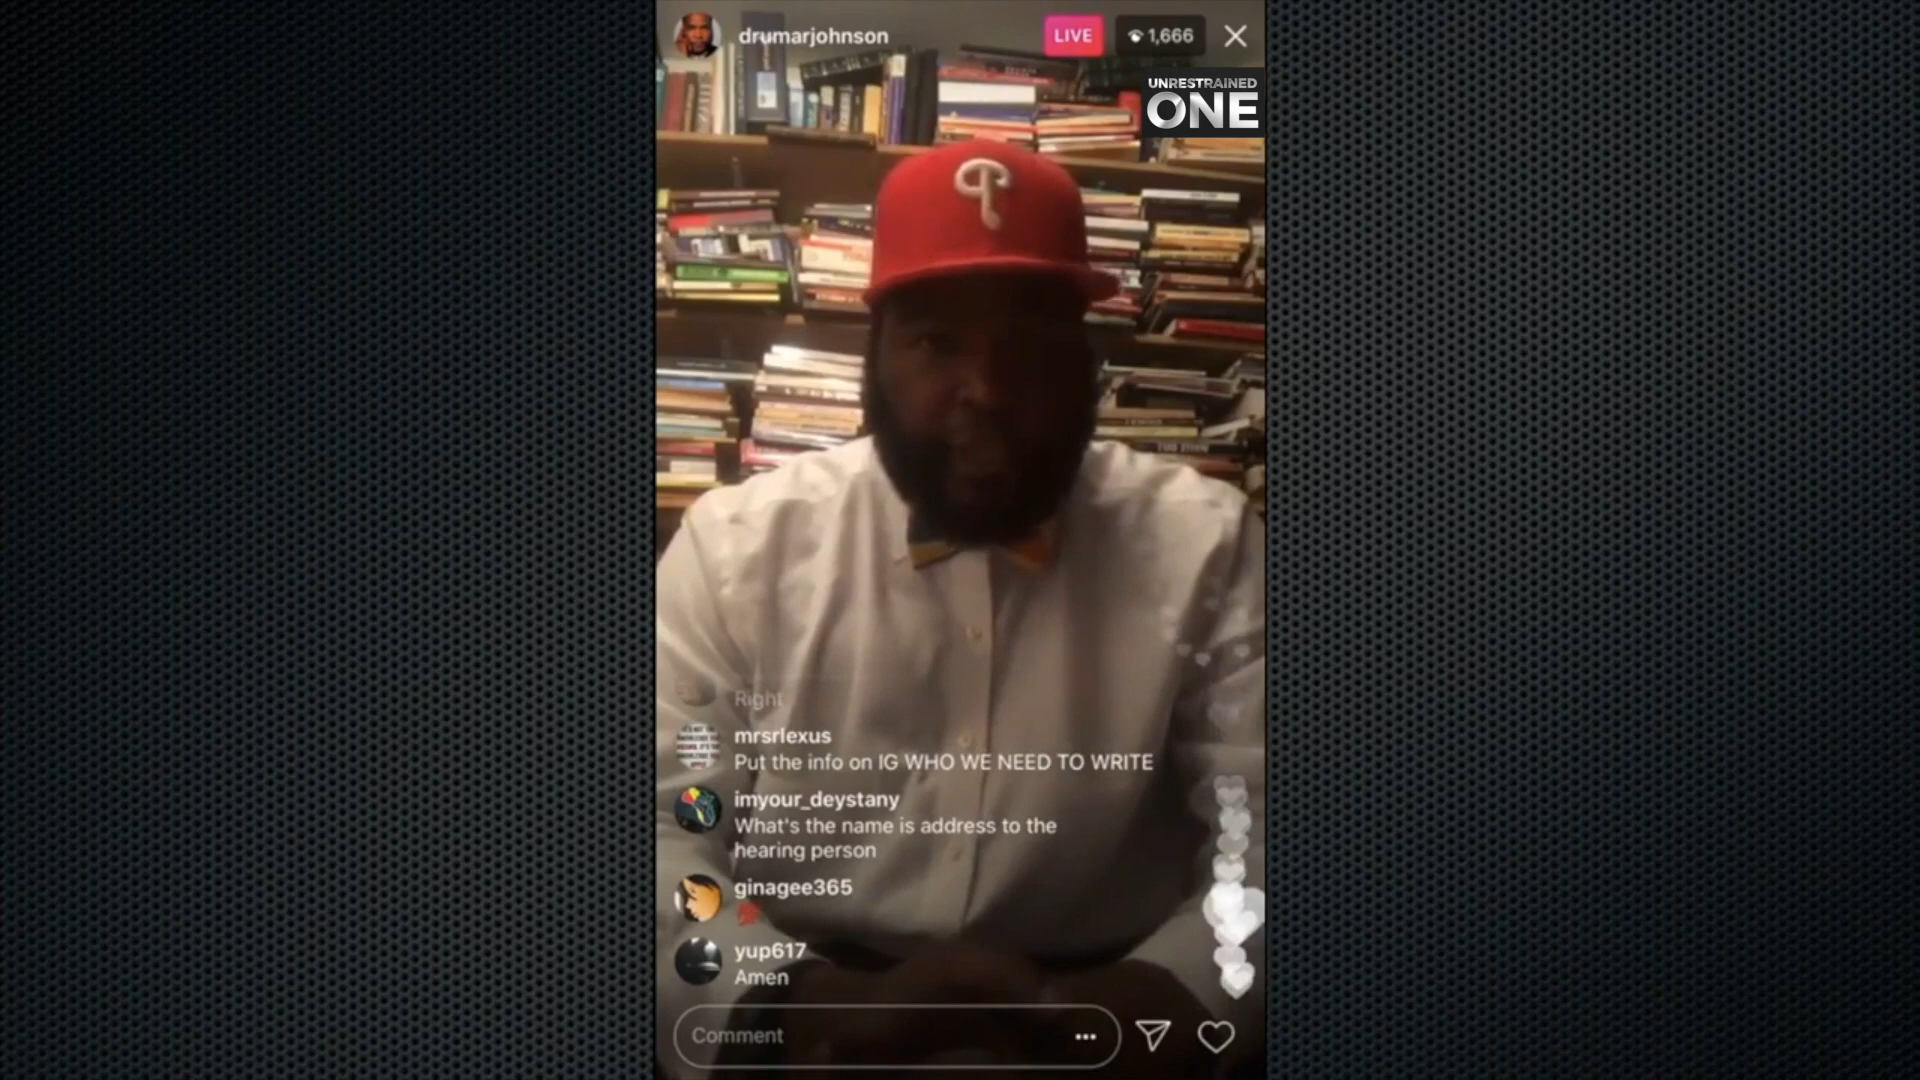 drumarjohnson
LIVE
1,666
UNRESTRAINED
ONE
P
Right
mrsrlexus
Put the info on IG WHO WE NEED TO WRITE
imyour_deystany
What's the name is address to the
hearing person
ginagee365
💯
yup617
Amen
Comment